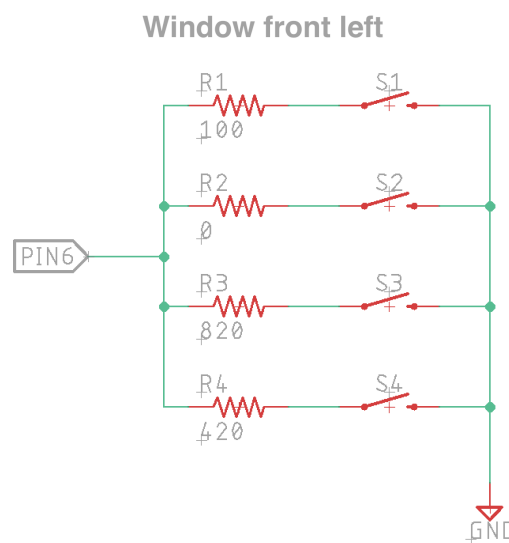 Window front left
R1
S1
100
R2
S2
0
PIN6
R3
S3
820
R4
S4
420
GND